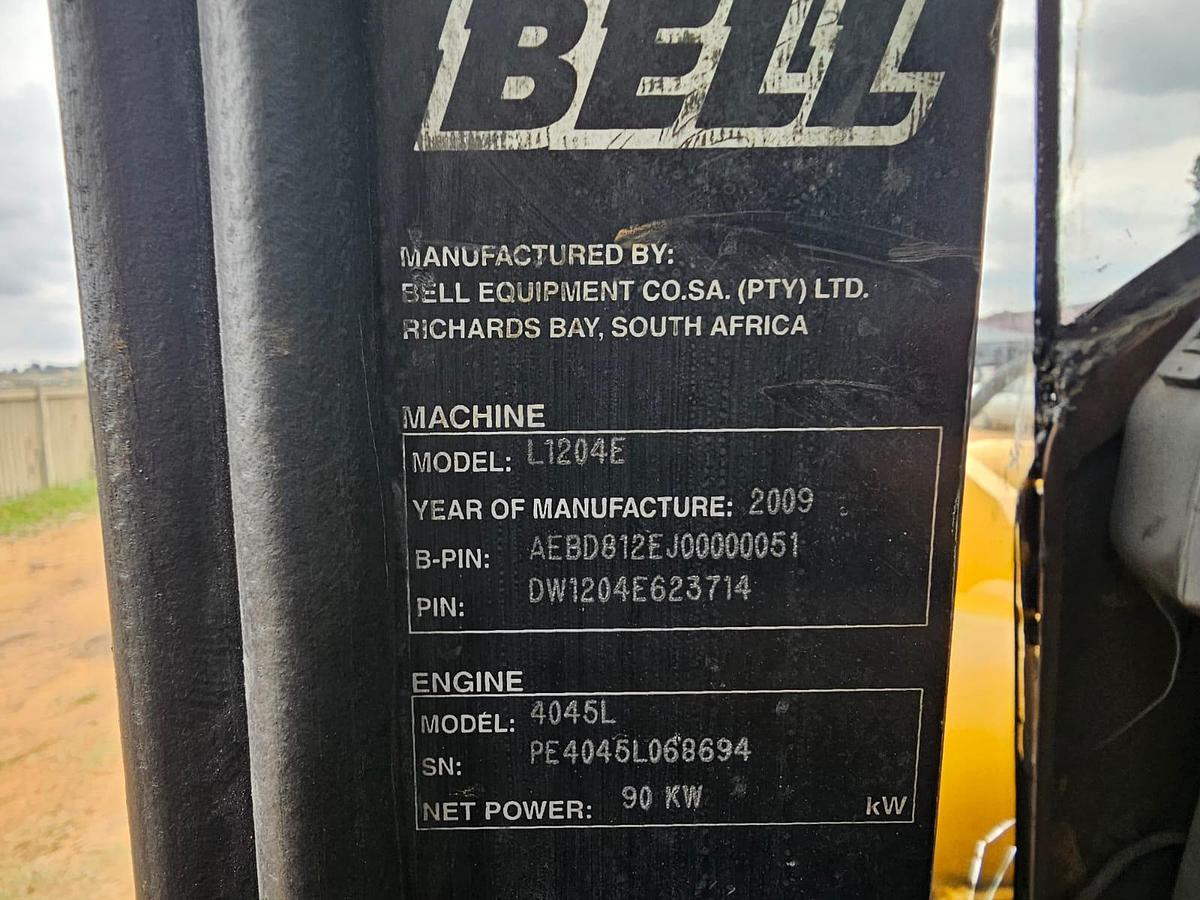 BELL
MANUFACTURED BY:
BELL EQUIPMENT CO.SA. (PTY) LTD.
RICHARDS BAY, SOUTH AFRICA
MACHINE
MODEL: L1204E
YEAR OF MANUFACTURE: 2009
B-PIN: AEBD812EJ00000051
PIN: DW1204E623714
ENGINE
MODEL: 4045L
SN: PE4045L068694
NET POWER: 90 KW kW